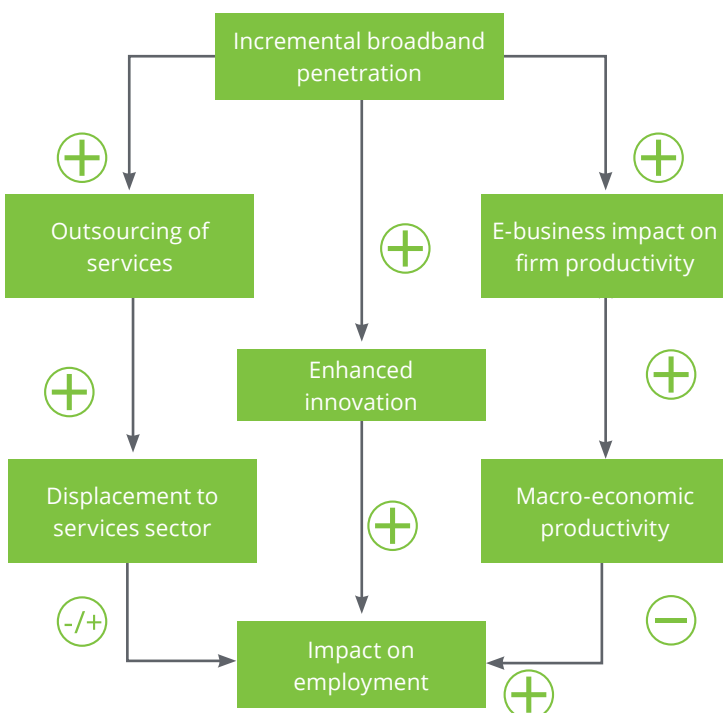 Incremental broadband
penetration
+
+
Outsourcing of
services
+
E-business impact on
firm productivity
+
Enhanced
innovation
+
Displacement to
services sector
+
Macro-economic
productivity
-/+
−
Impact on
employment
+